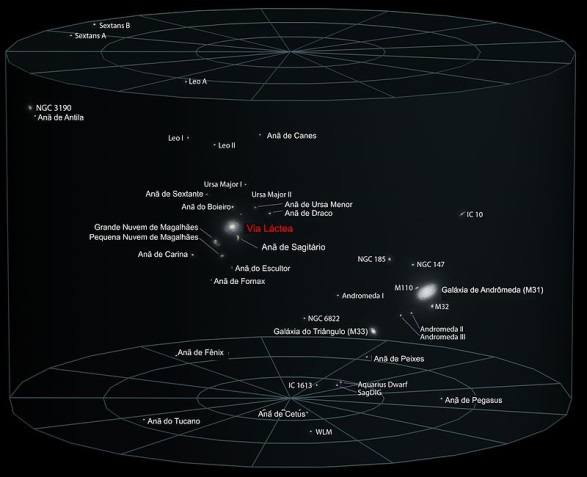 Sextans B
Sextans A
Leo A
NGC 3190
Anã de Antila
Leo I
Leo II
Anã de Canes
Ursa Major I
Ursa Major II
Anã de Sextante
Anã do Boieiro
Anã de Ursa Menor
Anã de Draco
IC 10
Grande Nuvem de Magalhães
Via Láctea
Pequena Nuvem de Magalhães
Anã de Sagitário
Anã de Carina
NGC 185
NGC 147
Anã do Escultor
Anã de Fornax
M110
Galáxia de Andrômeda (M31)
Andromeda I
M32
NGC 6822
Galáxia do Triângulo (M33)
Andromeda II
Andromeda III
Anã de Fênix
Anã de Peixes
IC 1613
Aquarius Dwarf
SagDIG
Anã de Pegasus
Anã de Cetus
Anã do Tucano
WLM